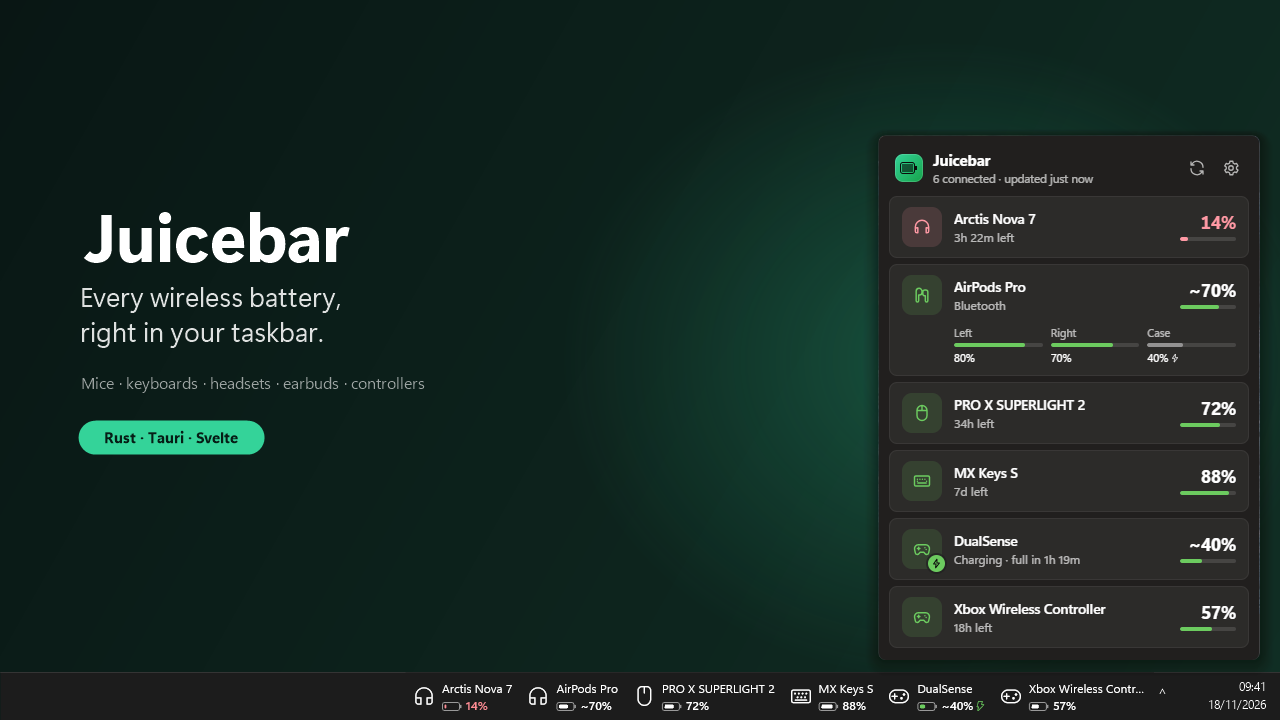 Juicebar
Every wireless battery,
right in your taskbar.
Mice · keyboards · headsets · earbuds · controllers
Rust · Tauri · Svelte
Juicebar
6 connected · updated just now
Arctis Nova 7
3h 22m left
14%
AirPods Pro
Bluetooth
~70%
Left
80%
Right
70%
Case
40%
PRO X SUPERLIGHT 2
34h left
72%
MX Keys S
7d left
88%
DualSense
Charging · full in 1h 19m
~40%
Xbox Wireless Controller
18h left
57%
Arctis Nova 7
14%
AirPods Pro
~70%
PRO X SUPERLIGHT 2
72%
MX Keys S
88%
DualSense
~40%
Xbox Wireless Contr...
57%
09:41
18/11/2026